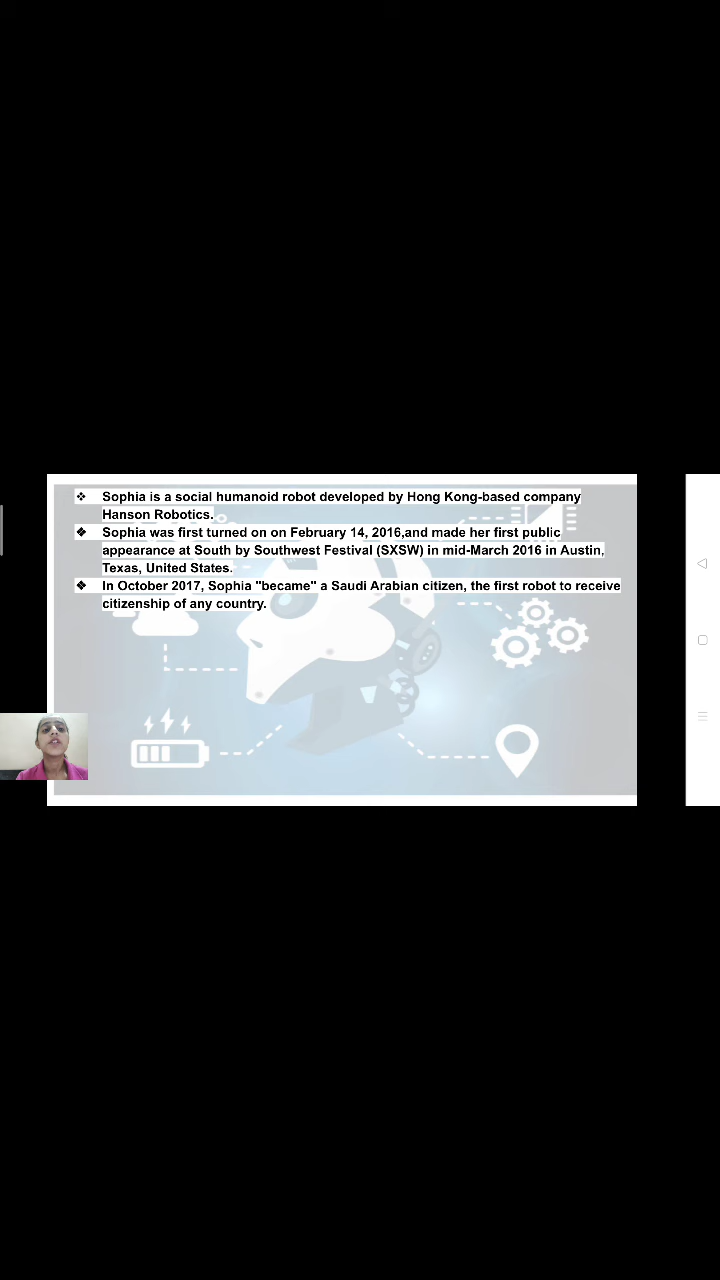 ❖ Sophia is a social humanoid robot developed by Hong Kong-based company
Hanson Robotics.
❖ Sophia was first turned on on February 14, 2016,and made her first public
appearance at South by Southwest Festival (SXSW) in mid-March 2016 in Austin,
Texas, United States.
❖ In October 2017, Sophia "became" a Saudi Arabian citizen, the first robot to receive
citizenship of any country.